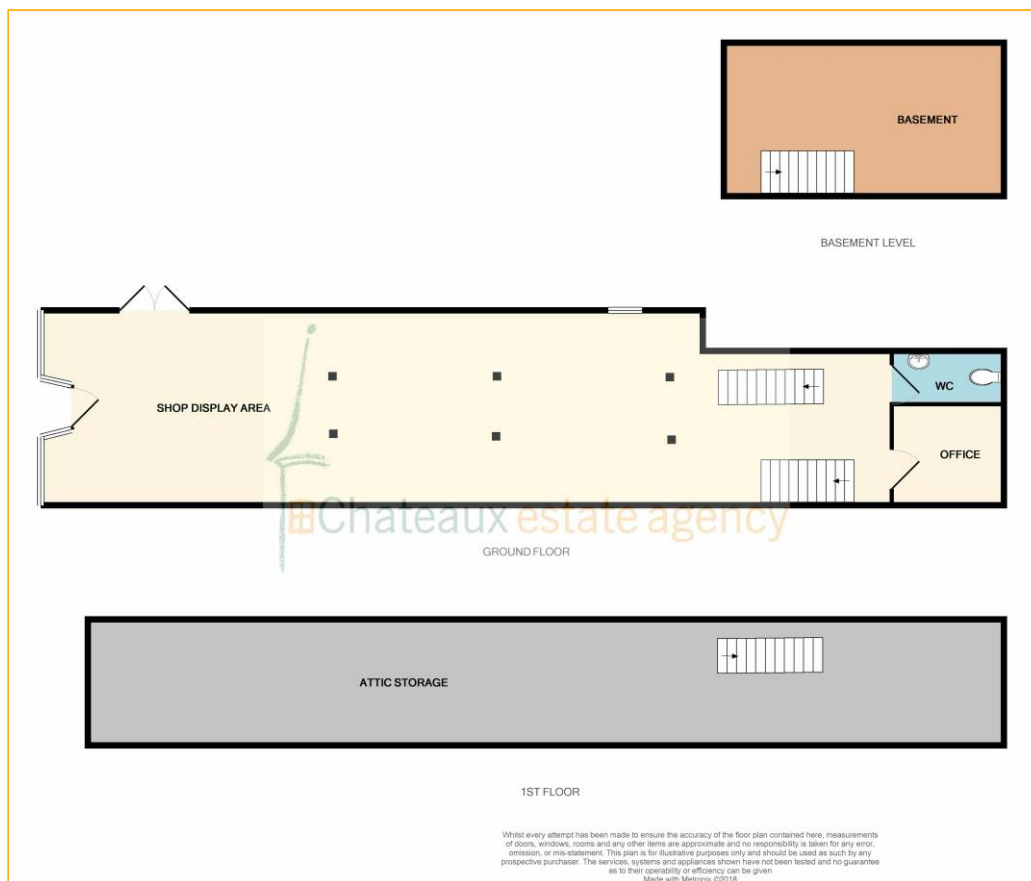 BASEMENT
BASEMENT LEVEL
SHOP DISPLAY AREA
WC
OFFICE
Chateaux estate agency
GROUND FLOOR
ATTIC STORAGE
1ST FLOOR
Whilst every attempt has been made to ensure the accuracy of the floor plan contained here, measurements
of doors, windows, rooms and any other items are approximate and no responsibility is taken for any error,
omission, or mis-statement. This plan is for illustrative purposes only and should be used as such by any
prospective purchaser. The services, systems and appliances shown have not been tested and no guarantee
as to their operability or efficiency can be given
Made with Metropix ©2018